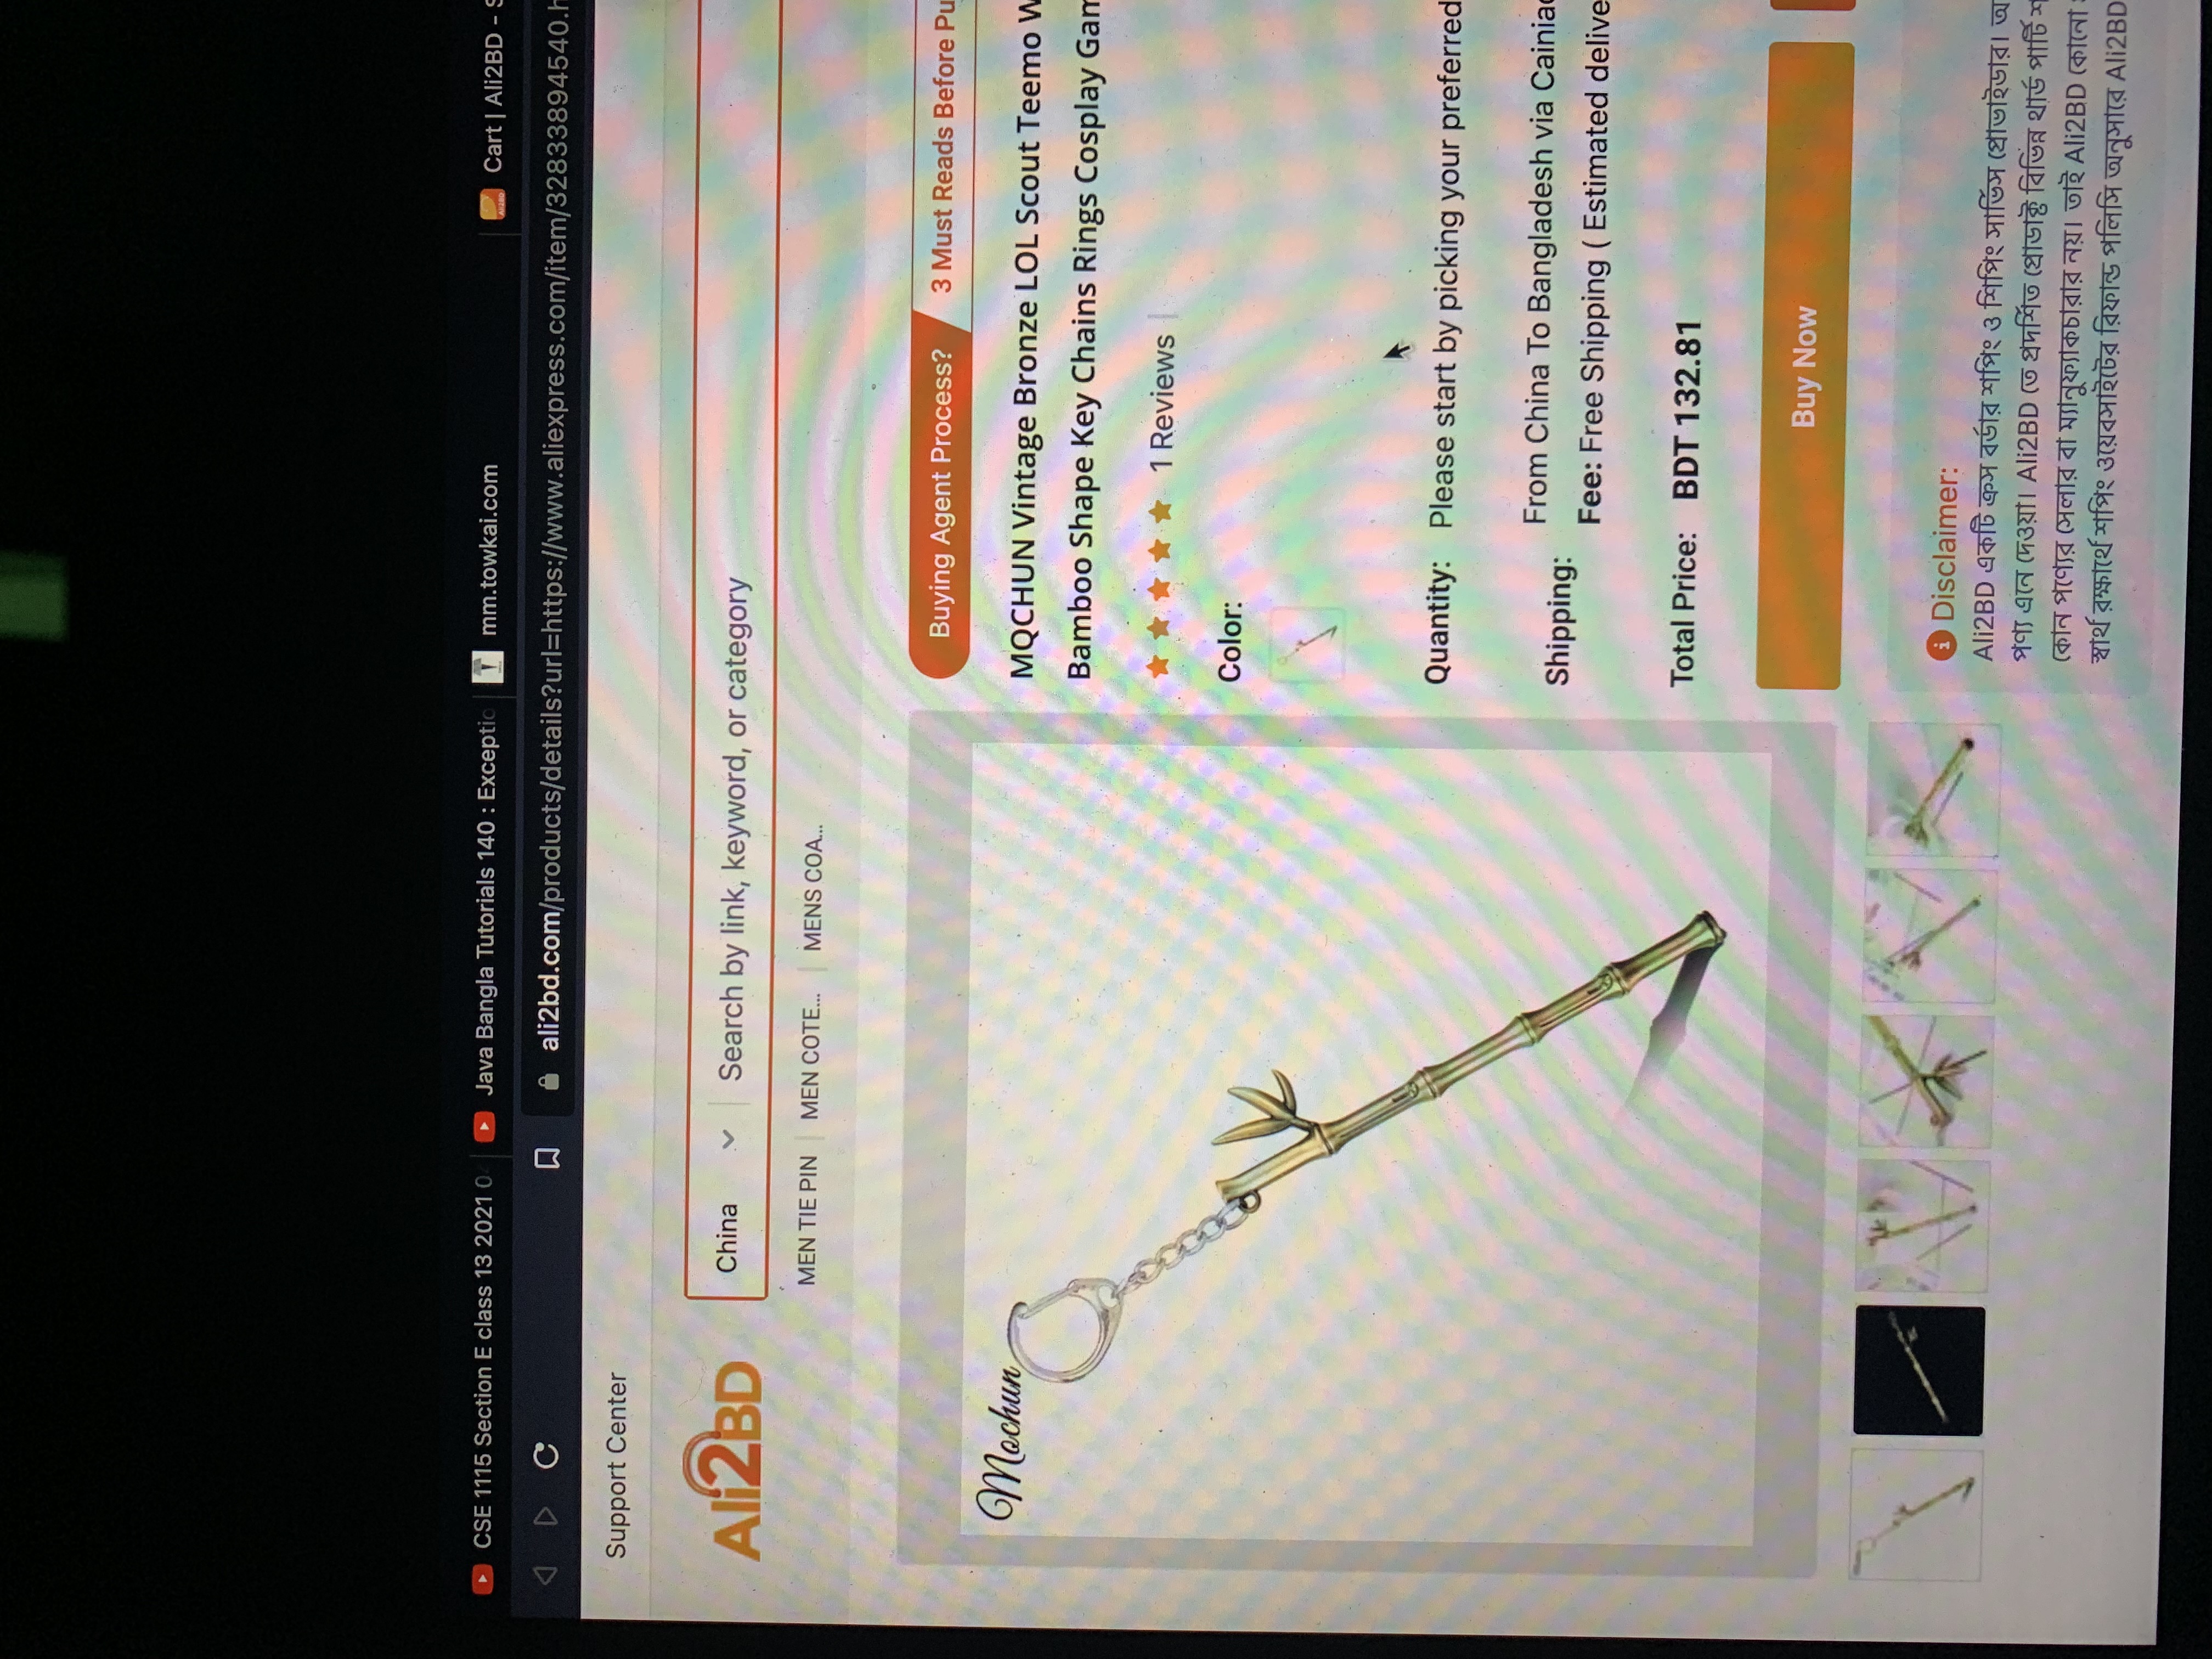 CSE 1115 Section E class 13 2021 0
Java Bangla Tutorials 140 : Exceptio
mm.towkai.com
Cart | Ali2BD - S
ali2bd.com/products/details?url=https://www.aliexpress.com/item/32833894540.h
Support Center
Ali2BD
China
Search by link, keyword, or category
MEN TIE PIN
MEN COTE...
MENS COA...
Mochun
Buying Agent Process?
3 Must Reads Before Pu
MQCHUN Vintage Bronze LOL Scout Teemo W
Bamboo Shape Key Chains Rings Cosplay Gam
1 Reviews
Color:
Quantity: Please start by picking your preferred
Shipping:
From China To Bangladesh via Cainiao
Fee: Free Shipping ( Estimated delive
Total Price: BDT 132.81
Buy Now
Disclaimer:
Ali2BD একটি ক্রস বর্ডার শপিং ও শিপিং সার্ভিস প্রোভাইডার। অ
পণ্য এনে দেওয়া। Ali2BD তে প্রদর্শিত প্রোডাক্ট বিভিন্ন থার্ড পার্টি শ
কোন পণ্যের সেলার বা ম্যানুফ্যাকচারার নয়। তাই Ali2BD কোনো
স্বার্থ রক্ষার্থে শপিং ওয়েবসাইটের রিফান্ড পলিসি অনুসারে Ali2BD